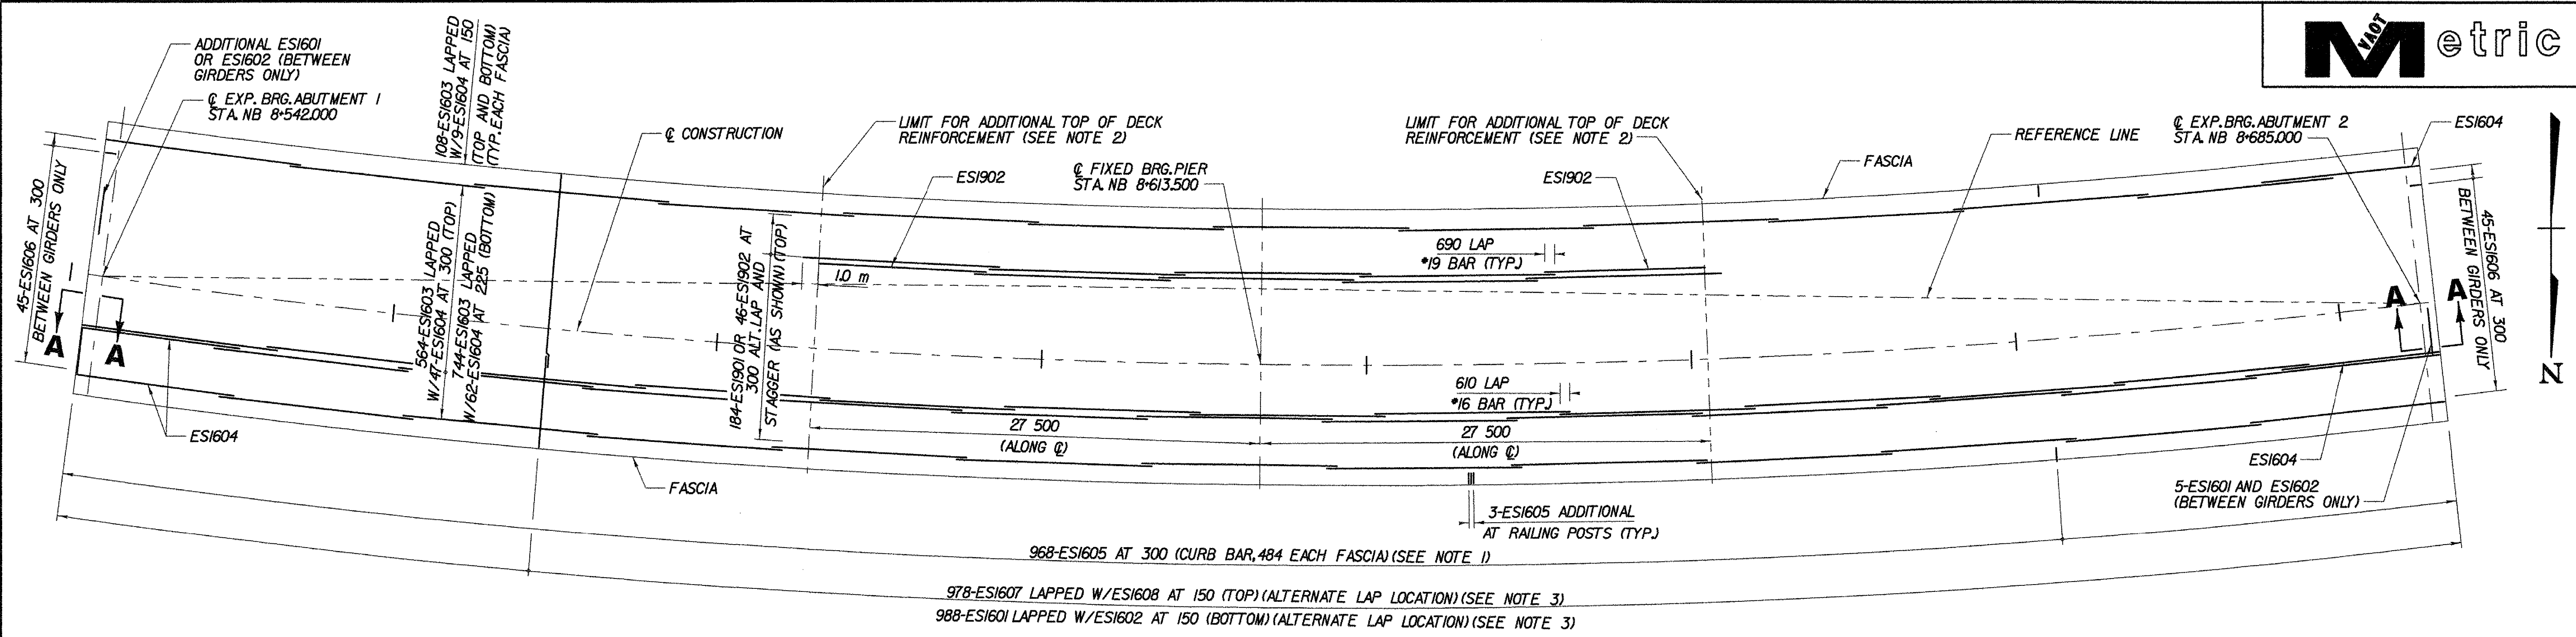 VAOT
Metric
ADDITIONAL ES1601
OR ES1602 (BETWEEN
GIRDERS ONLY)
℄ EXP. BRG. ABUTMENT 1
STA. NB 8+542.000
108-ES1603 LAPPED
W/9-ES1604 AT 150
(TOP AND BOTTOM)
(TYP. EACH FASCIA)
℄ CONSTRUCTION
LIMIT FOR ADDITIONAL TOP OF DECK
REINFORCEMENT (SEE NOTE 2)
ES1902
℄ FIXED BRG. PIER
STA. NB 8+613.500
LIMIT FOR ADDITIONAL TOP OF DECK
REINFORCEMENT (SEE NOTE 2)
ES1902
FASCIA
REFERENCE LINE
℄ EXP. BRG. ABUTMENT 2
STA. NB 8+685.000
ES1604
45-ES1606 AT 300
BETWEEN GIRDERS ONLY
45-ES1606 AT 300
BETWEEN GIRDERS ONLY
564-ES1603 LAPPED
W/47-ES1604 AT 300 (TOP)
744-ES1603 LAPPED
W/62-ES1604 AT 225 (BOTTOM)
184-ES1901 OR 46-ES1902 AT
300 ALT. LAP AND
STAGGER (AS SHOWN) (TOP)
1.0 m
690 LAP
#19 BAR (TYP.)
A
A
A
A
N
610 LAP
#16 BAR (TYP.)
27 500
(ALONG ℄)
27 500
(ALONG ℄)
ES1604
FASCIA
ES1604
5-ES1601 AND ES1602
(BETWEEN GIRDERS ONLY)
3-ES1605 ADDITIONAL
AT RAILING POSTS (TYP.)
968-ES1605 AT 300 (CURB BAR, 484 EACH FASCIA) (SEE NOTE 1)
978-ES1607 LAPPED W/ES1608 AT 150 (TOP) (ALTERNATE LAP LOCATION) (SEE NOTE 3)
988-ES1601 LAPPED W/ES1602 AT 150 (BOTTOM) (ALTERNATE LAP LOCATION) (SEE NOTE 3)